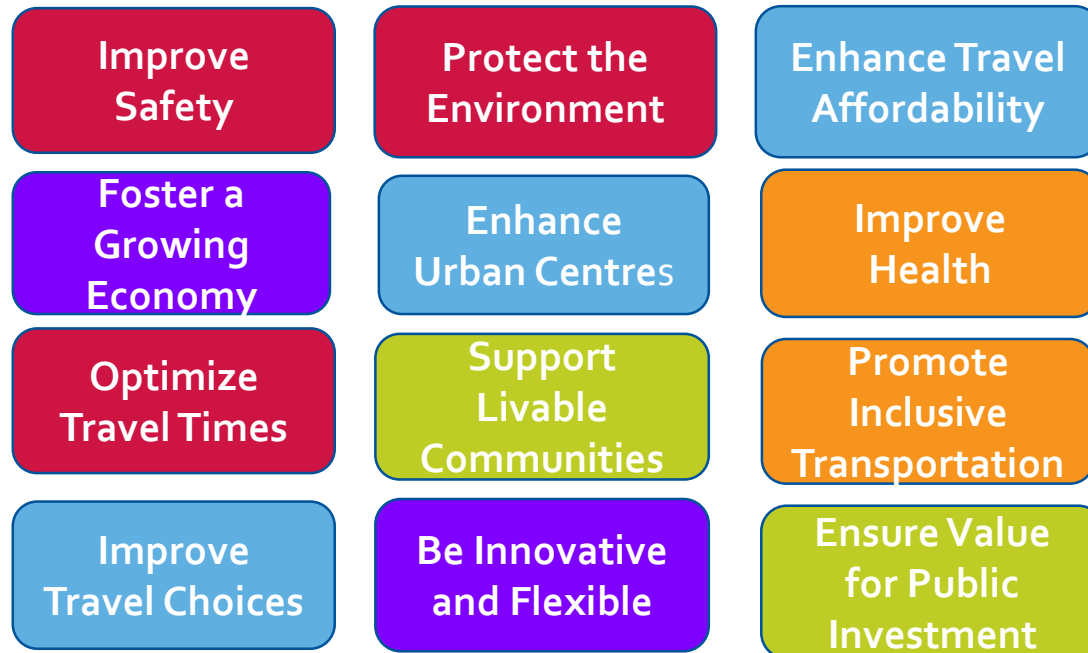 Improve
Safety
Protect the
Environment
Enhance Travel
Affordability
Foster a
Growing
Economy
Enhance
Urban Centres
Improve
Health
Optimize
Travel Times
Support
Livable
Communities
Promote
Inclusive
Transportation
Improve
Travel Choices
Be Innovative
and Flexible
Ensure Value
for Public
Investment